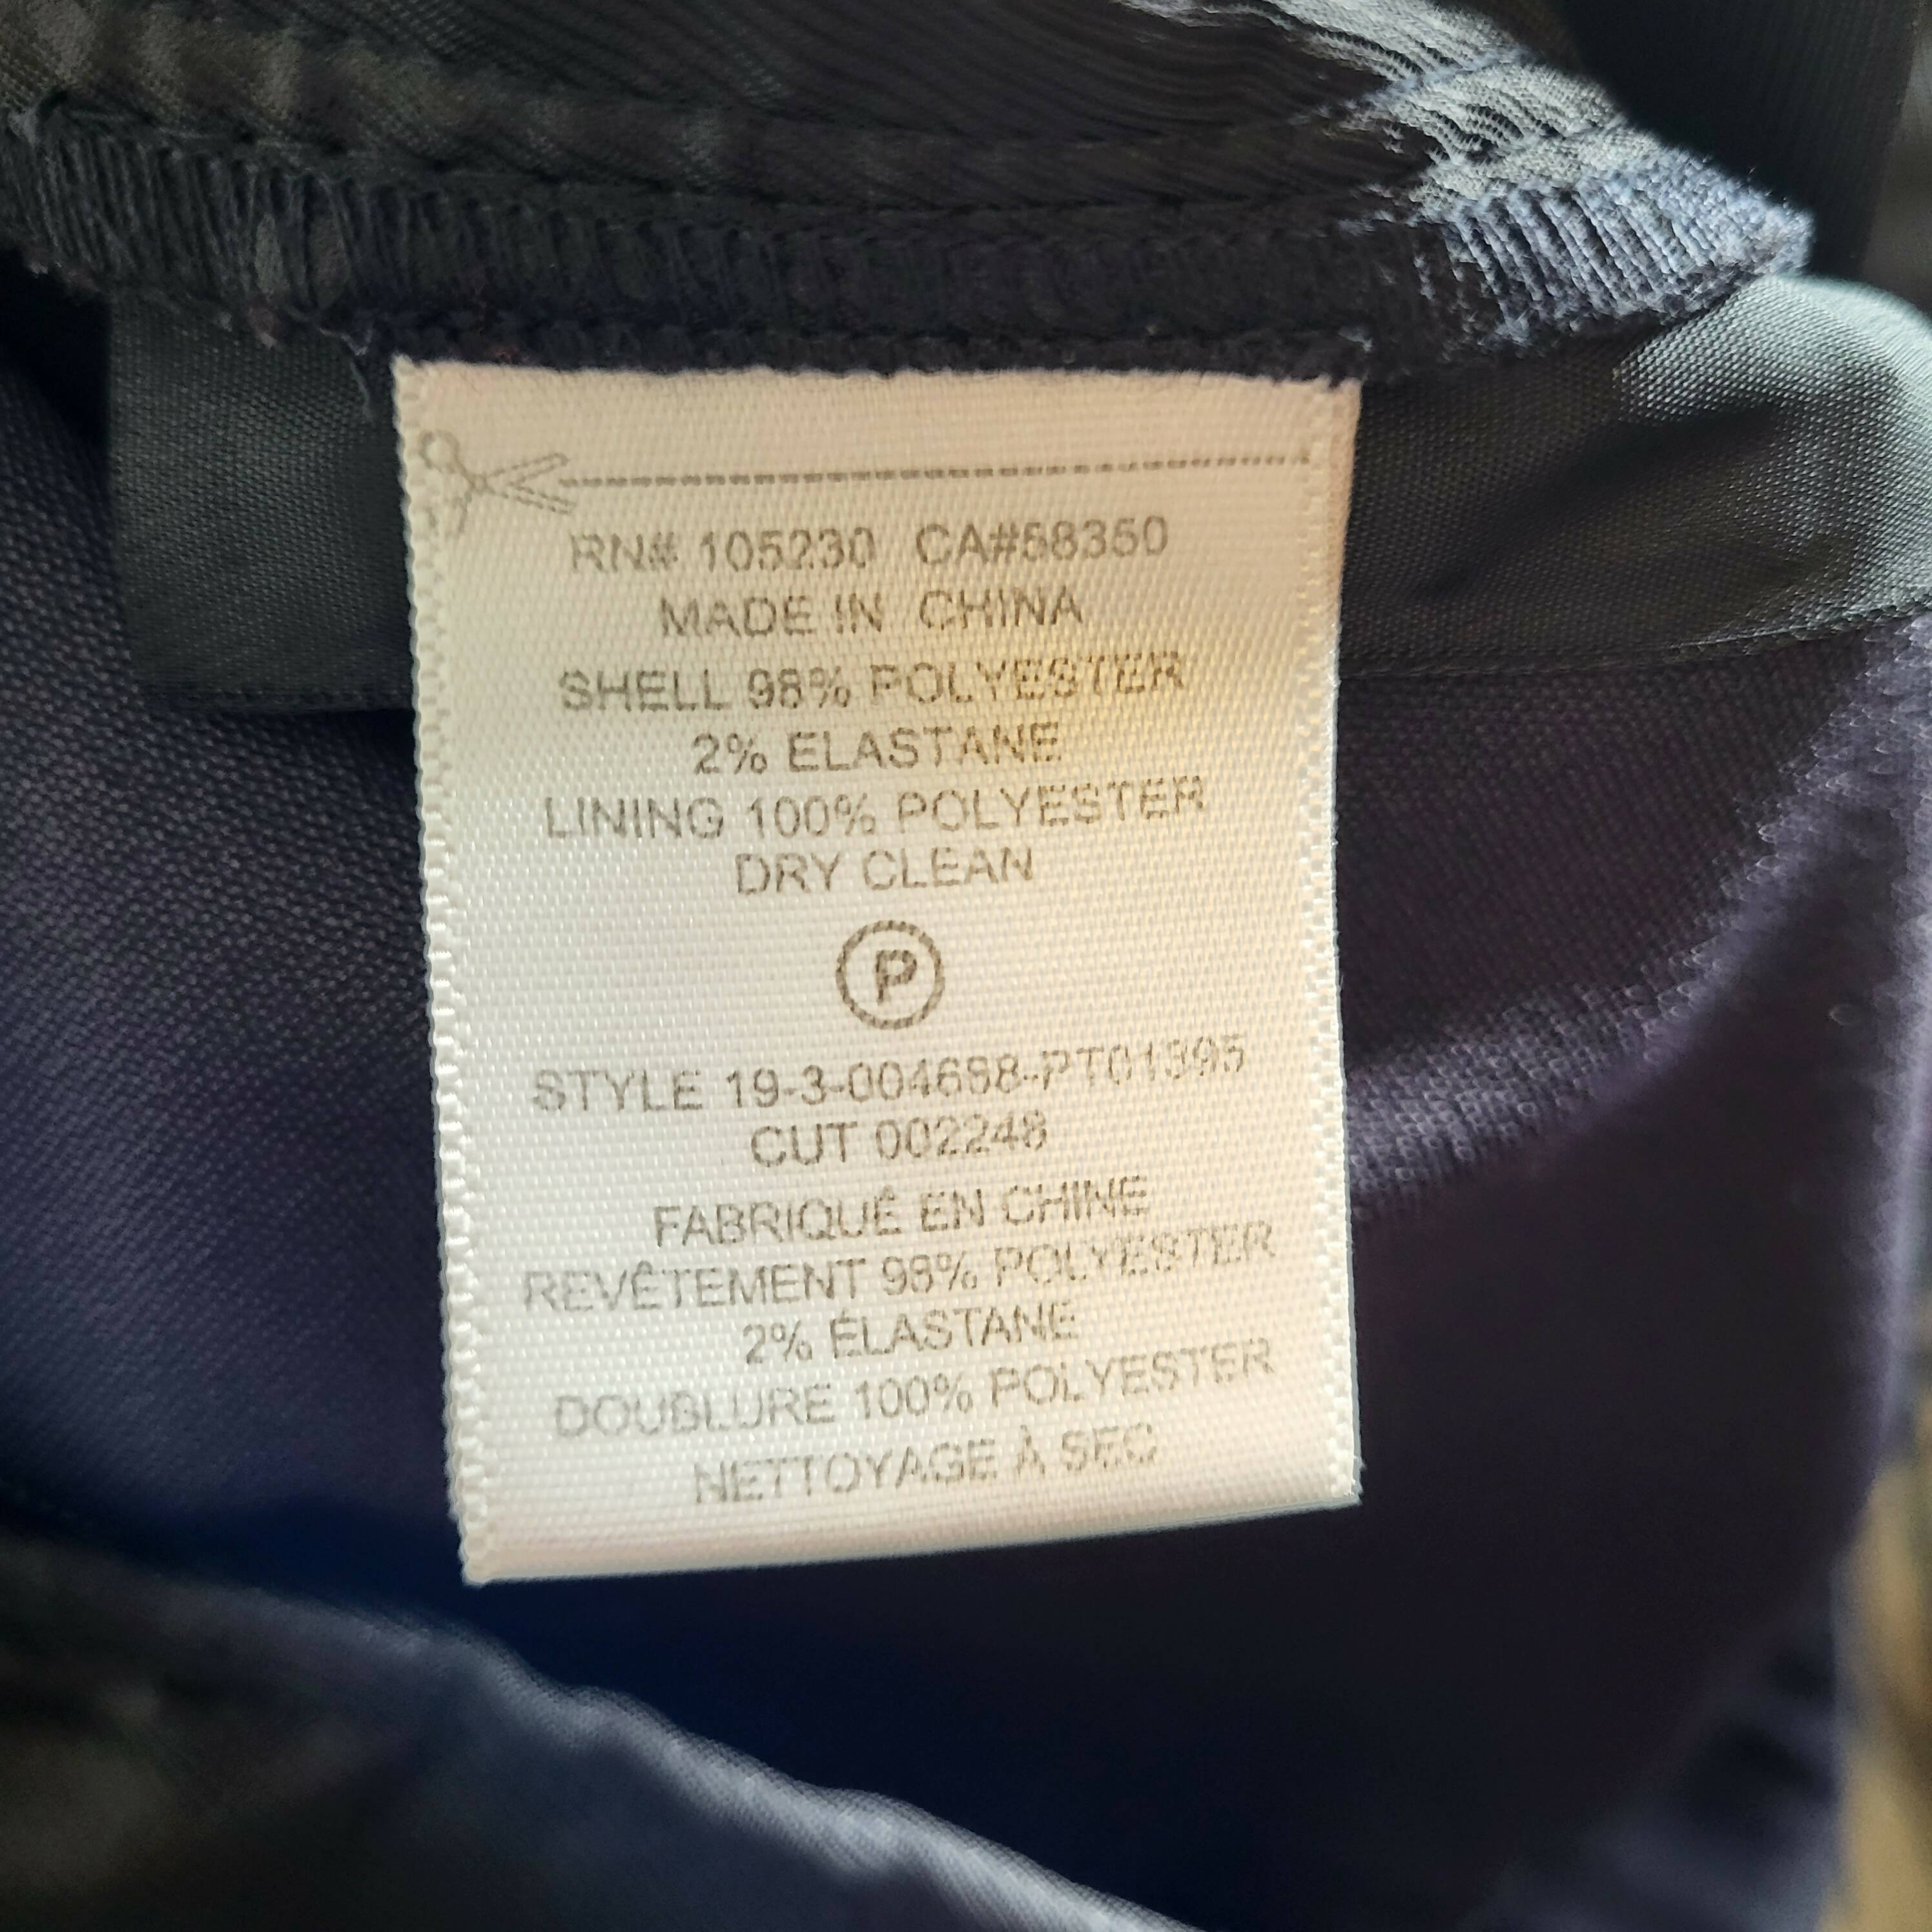 RN# 105230 CA#58350
MADE IN CHINA
SHELL 98% POLYESTER
2% ELASTANE
LINING 100% POLYESTER
DRY CLEAN
P
STYLE 19-3-004698-PT01395
CUT 002248
FABRIQUÉ EN CHINE
REVÊTEMENT 98% POLYESTER
2% ÉLASTANE
DOUBLURE 100% POLYESTER
NETTOYAGE À SEC